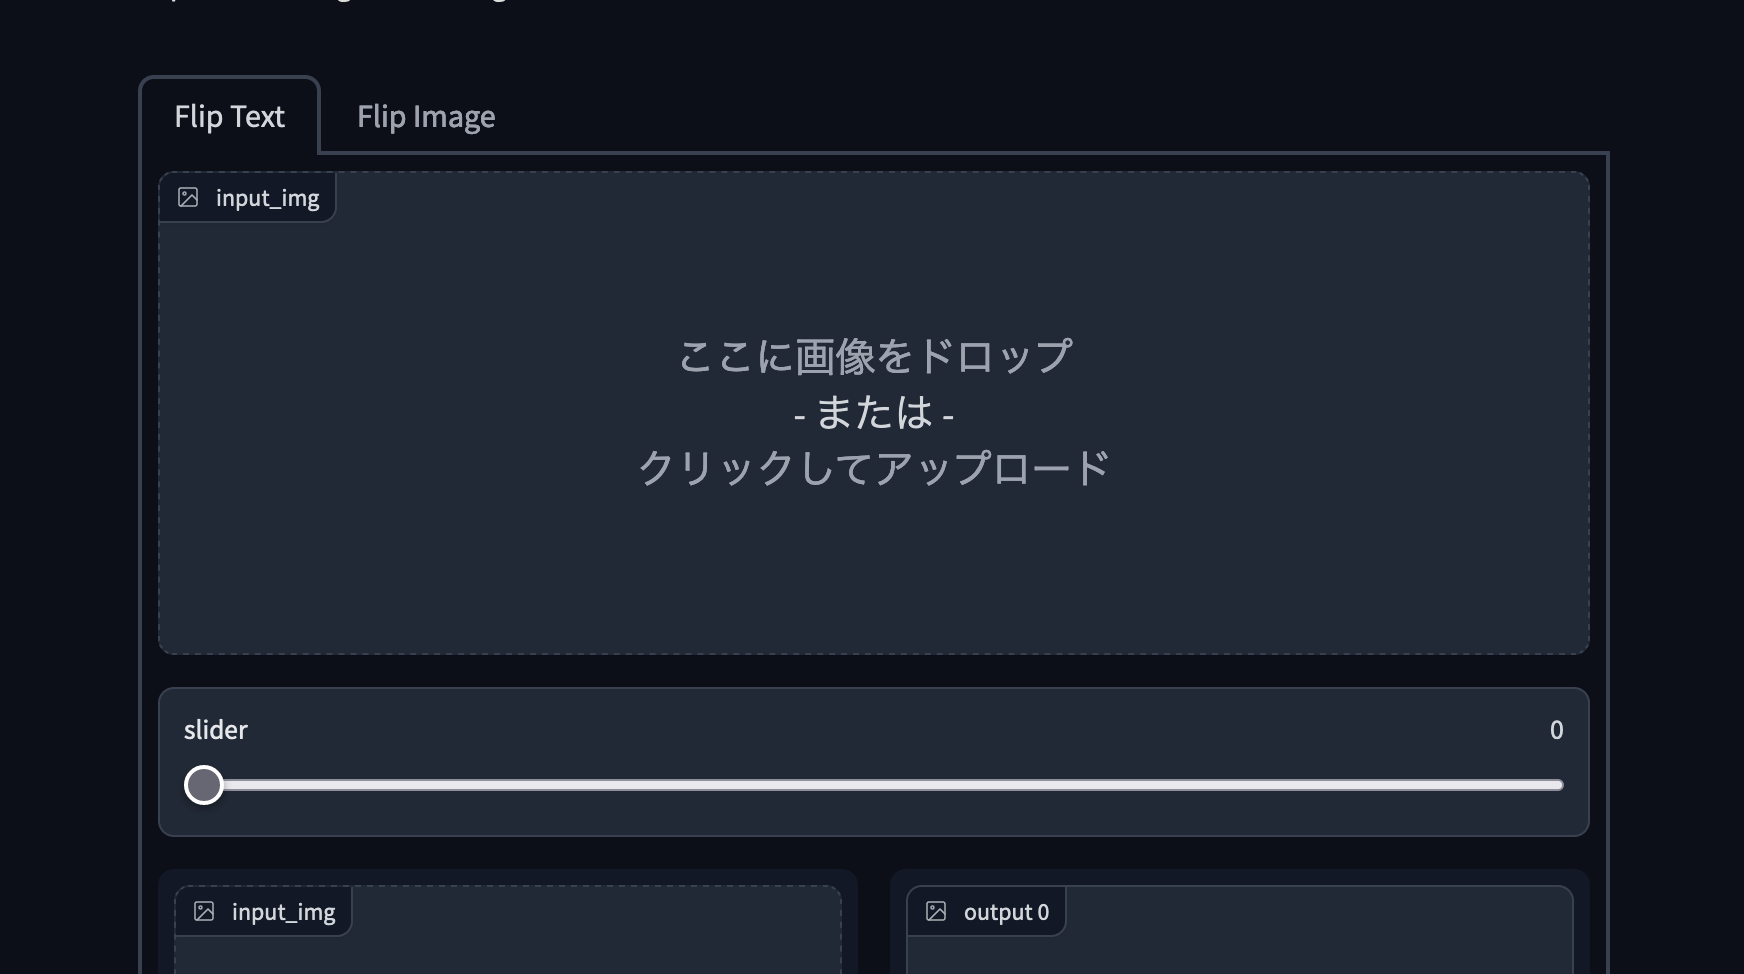 Flip Text
Flip Image
input_img
ここに画像をドロップ
- または -
クリックしてアップロード
slider
0
input_img
output 0